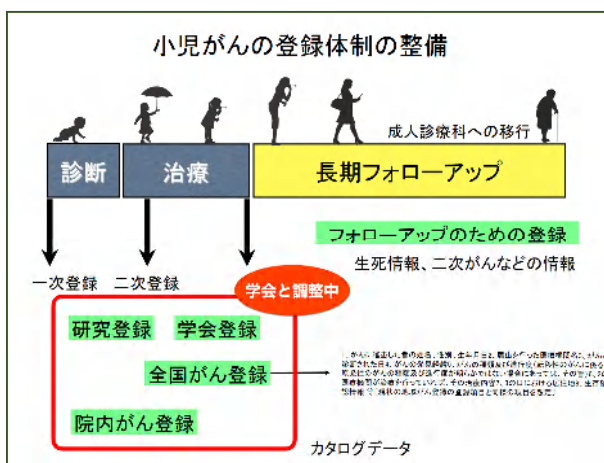 小児がんの登録体制の整備
成人診療科への移行
診断
治療
長期フォローアップ
フォローアップのための登録
生死情報、二次がんなどの情報
一次登録
二次登録
学会と調整中
研究登録
学会登録
全国がん登録
院内がん登録
カタログデータ